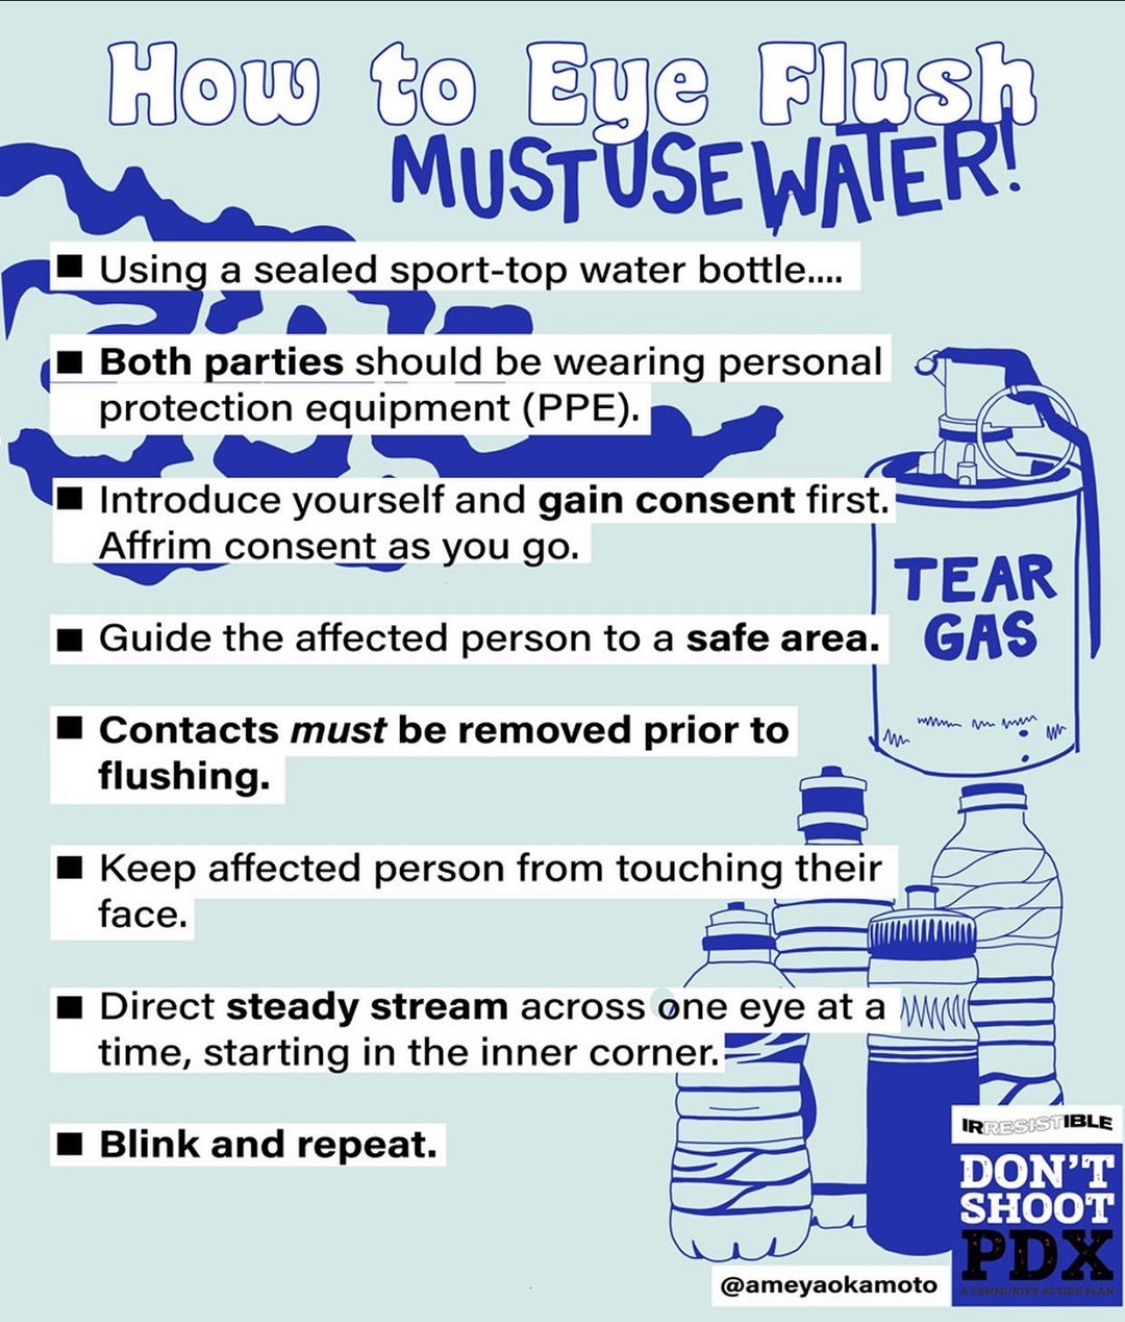 How to Eye Flush
MUST USE WATER!
■ Using a sealed sport-top water bottle....
■ Both parties should be wearing personal
protection equipment (PPE).
■ Introduce yourself and gain consent first.
Affrim consent as you go.
TEAR
GAS
■ Guide the affected person to a safe area.
■ Contacts must be removed prior to
flushing.
■ Keep affected person from touching their
face.
■ Direct steady stream across one eye at a
time, starting in the inner corner.
■ Blink and repeat.
IRRESISTIBLE
DON'T
SHOOT
PDX
A COMMUNITY ACTION PLAN
@ameyaokamoto